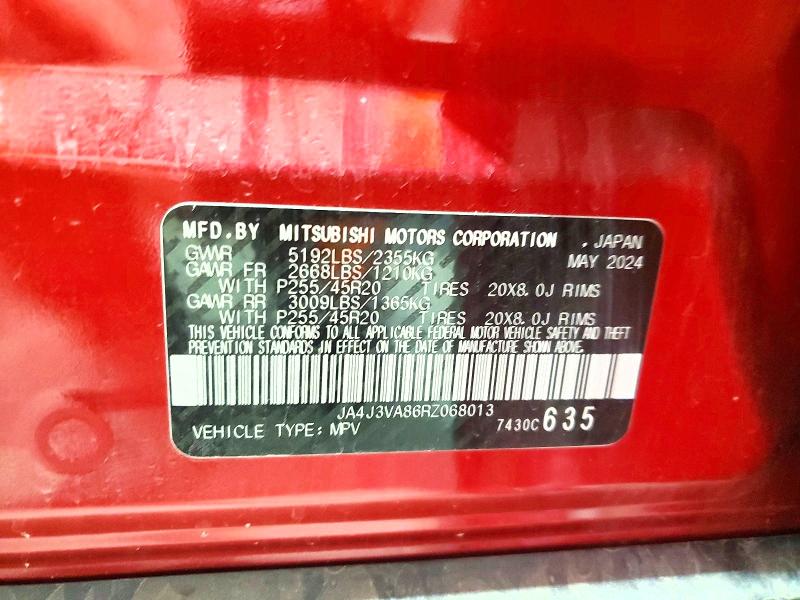 MFD.BY MITSUBISHI MOTORS CORPORATION , JAPAN
GVWR 5192LBS/2355KG MAY 2024
GAWR FR 2668LBS/1210KG
WITH P255/45R20 TIRES 20X8.0J RIMS
GAWR RR 3009LBS/1365KG
WITH P255/45R20 TIRES 20X8.0J RIMS
THIS VEHICLE CONFORMS TO ALL APPLICABLE FEDERAL MOTOR VEHICLE SAFETY AND THEFT
PREVENTION STANDARDS IN EFFECT ON THE DATE OF MANUFACTURE SHOWN ABOVE.
JA4J3VA86RZ068013
VEHICLE TYPE: MPV 7430C 635